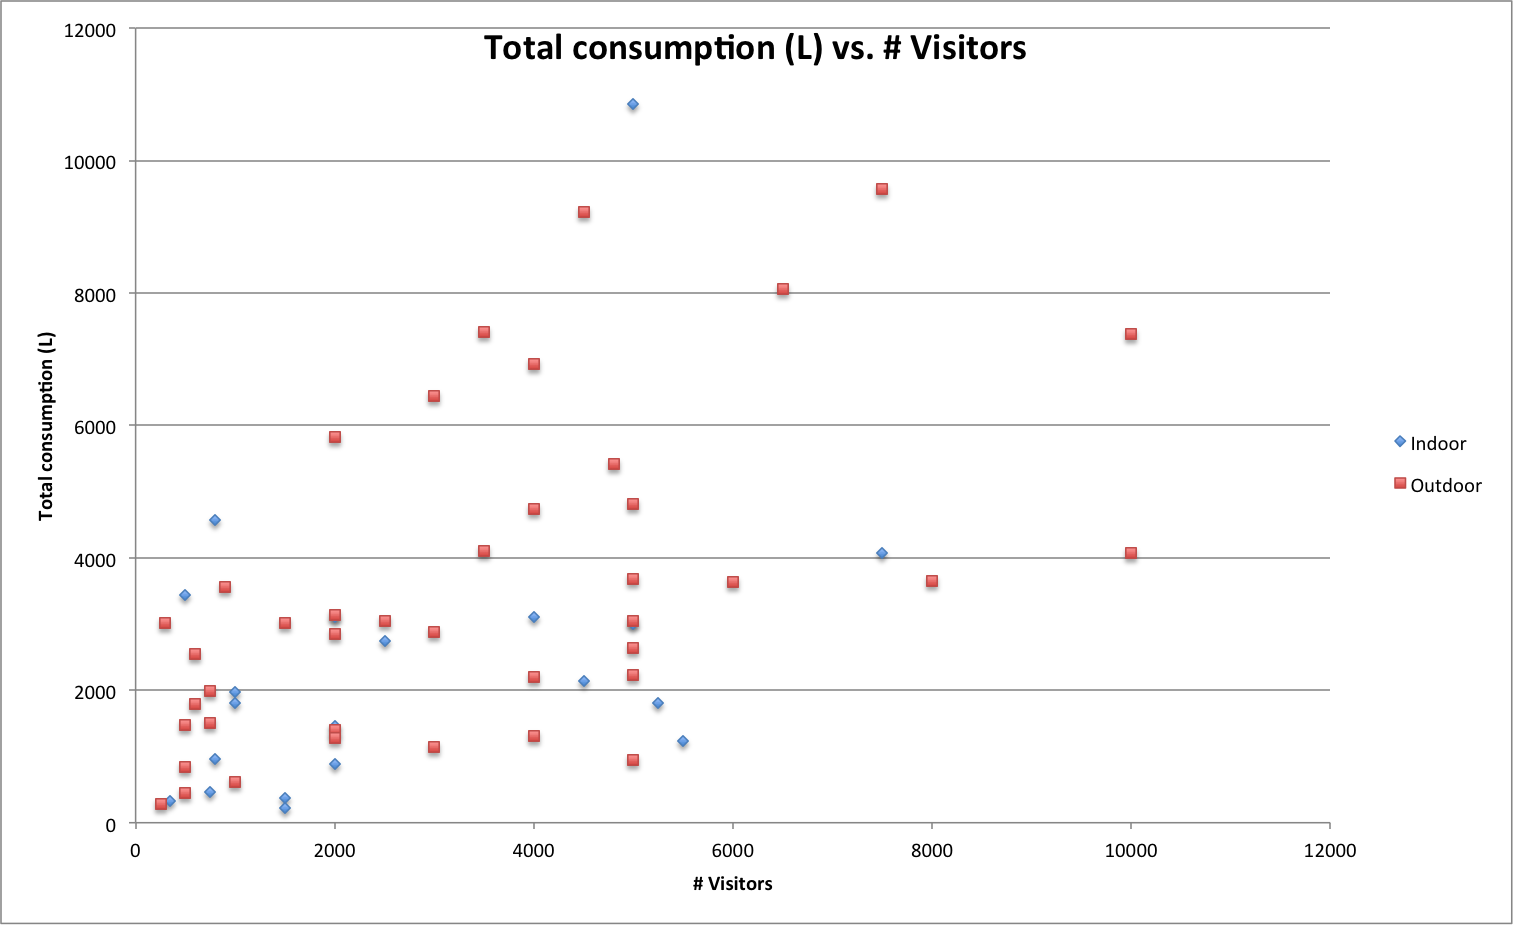 Total consumption (L) vs. # Visitors
12000
10000
8000
6000
4000
2000
0
Total consumption (L)
0 2000 4000 6000 8000 10000 12000
# Visitors
Indoor
Outdoor